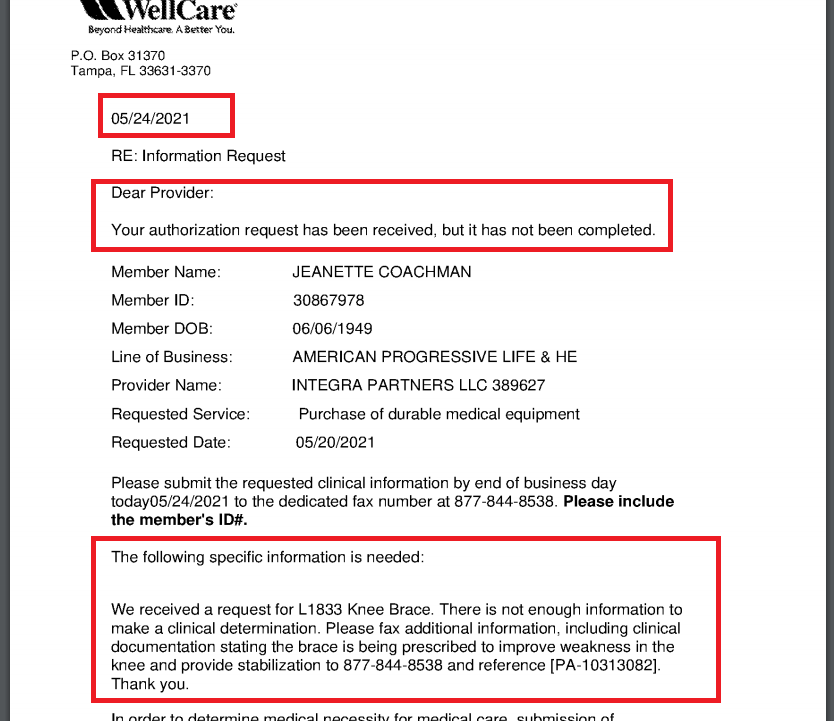 WellCare®
Beyond Healthcare. A Better You.
P.O. Box 31370
Tampa, FL 33631-3370
05/24/2021
RE: Information Request
Dear Provider:
Your authorization request has been received, but it has not been completed.
Member Name: JEANETTE COACHMAN
Member ID: 30867978
Member DOB: 06/06/1949
Line of Business: AMERICAN PROGRESSIVE LIFE & HE
Provider Name: INTEGRA PARTNERS LLC 389627
Requested Service: Purchase of durable medical equipment
Requested Date: 05/20/2021
Please submit the requested clinical information by end of business day
today05/24/2021 to the dedicated fax number at 877-844-8538. Please include
the member's ID#.
The following specific information is needed:
We received a request for L1833 Knee Brace. There is not enough information to
make a clinical determination. Please fax additional information, including clinical
documentation stating the brace is being prescribed to improve weakness in the
knee and provide stabilization to 877-844-8538 and reference [PA-10313082].
Thank you.
In order to determine medical necessity for medical care, submission of